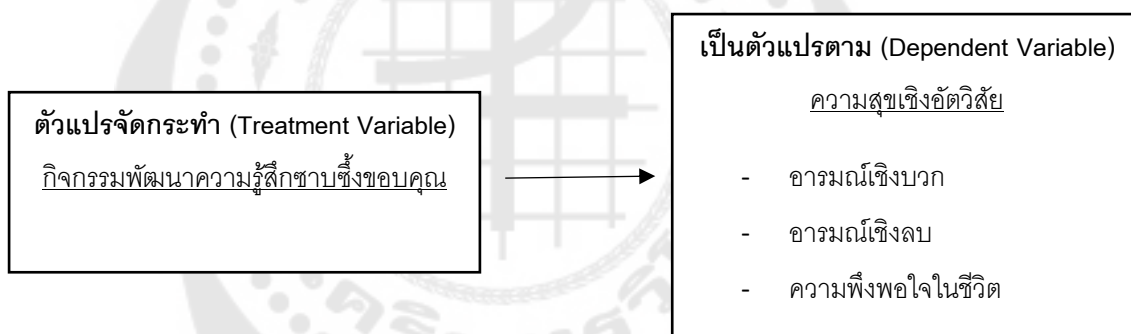 ตัวแปรจัดกระทำ (Treatment Variable)
กิจกรรมพัฒนาความรู้สึกซาบซึ้งขอบคุณ
เป็นตัวแปรตาม (Dependent Variable)
ความสุขเชิงอัตวิสัย
- อารมณ์เชิงบวก
- อารมณ์เชิงลบ
- ความพึงพอใจในชีวิต